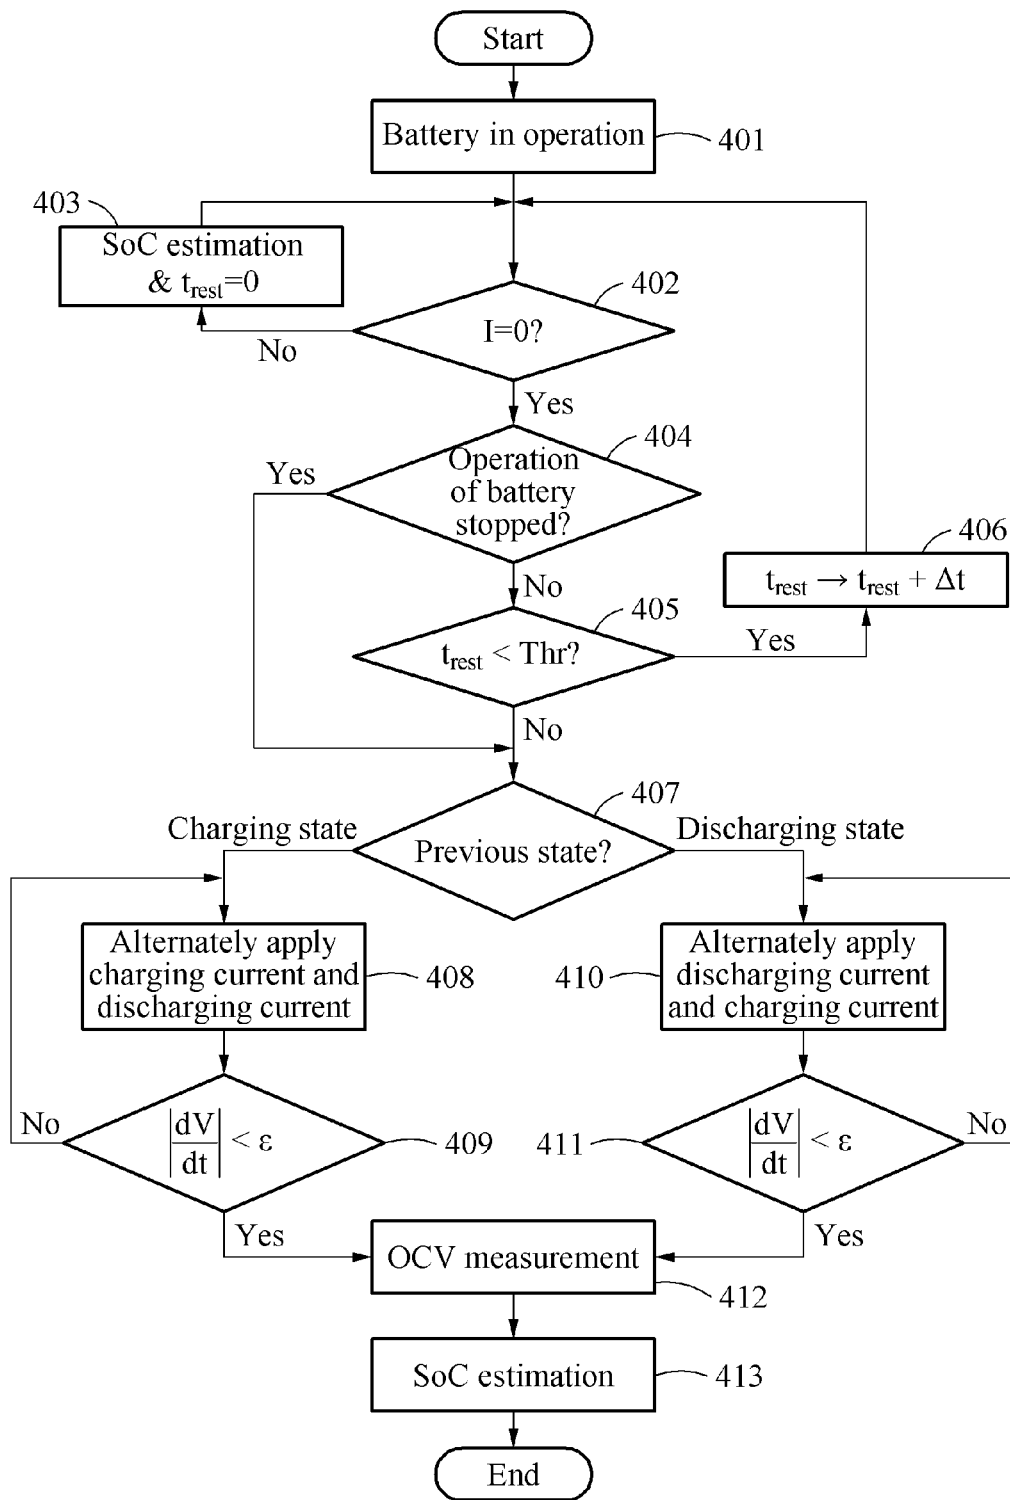 Start
Battery in operation
401
403
SoC estimation
& trest=0
402
I=0?
No
Yes
404
Operation
of battery
stopped?
Yes
406
trest → trest + Δt
No
405
trest < Thr?
Yes
No
407
Charging state
Discharging state
Previous state?
Alternately apply
charging current and
discharging current
408
410
Alternately apply
discharging current
and charging current
No
|dV/dt| < ε
409
411
|dV/dt| < ε
No
Yes
Yes
OCV measurement
412
SoC estimation
413
End